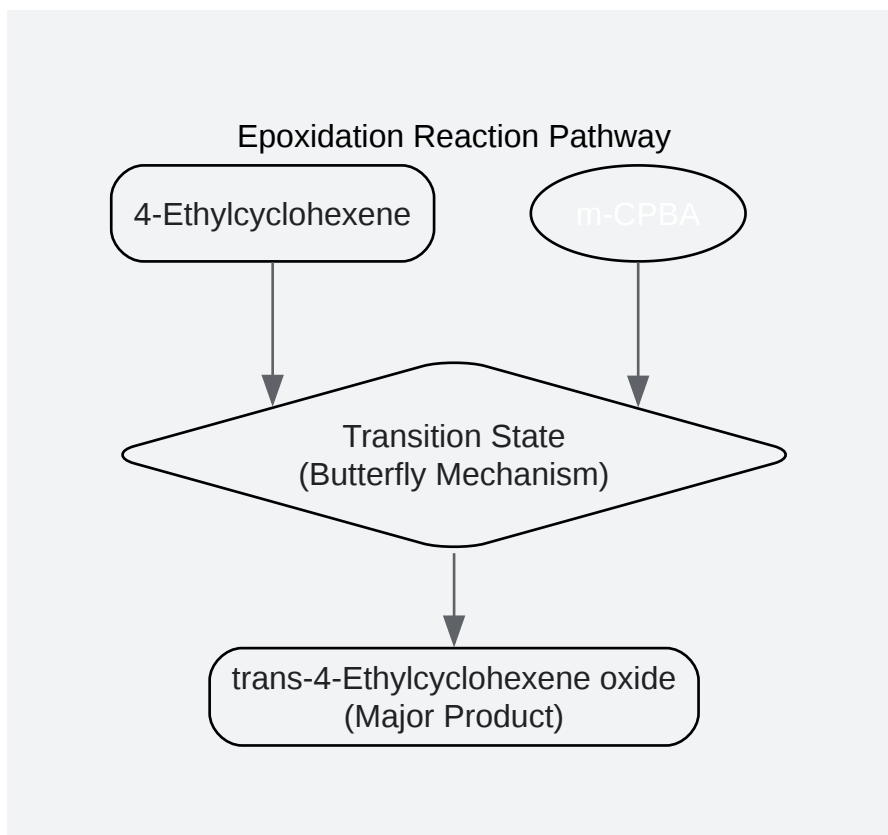 Epoxidation Reaction Pathway
4-Ethylcyclohexene
m-CPBA
Transition State
(Butterfly Mechanism)
trans-4-Ethylcyclohexene oxide
(Major Product)